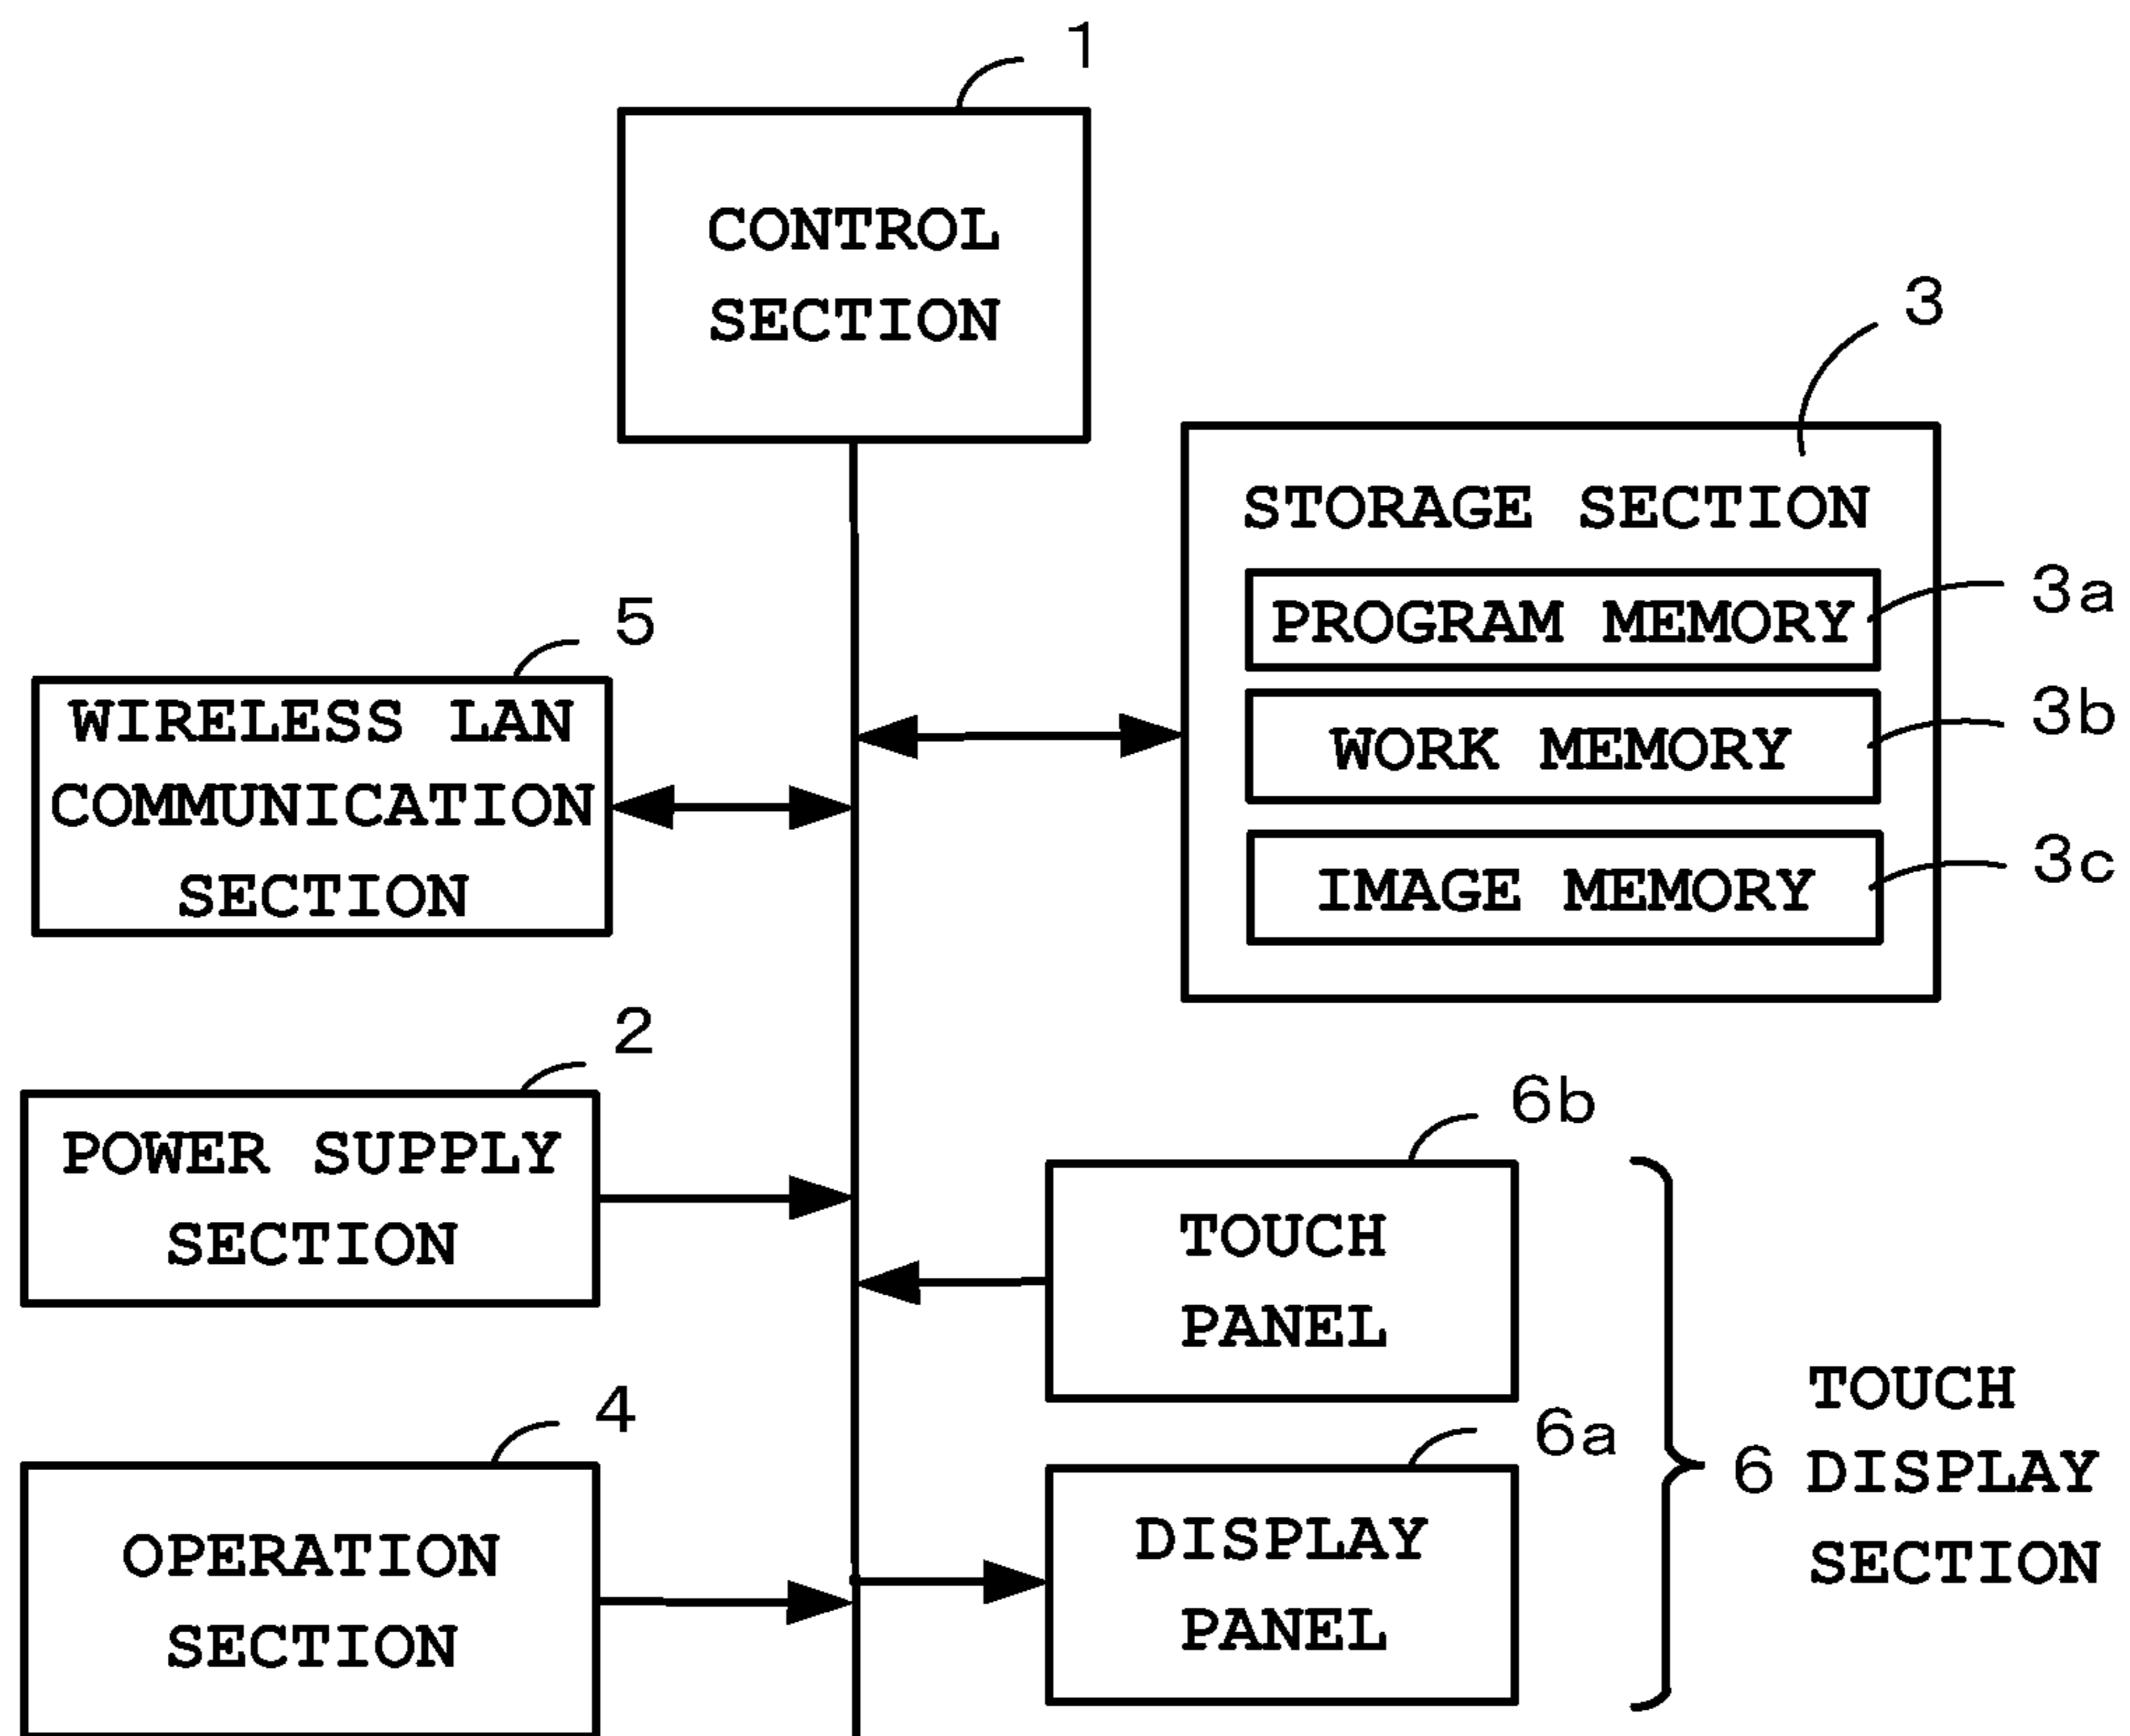 1
CONTROL
SECTION
3
STORAGE SECTION
PROGRAM MEMORY
3a
WORK MEMORY
3b
IMAGE MEMORY
3c
5
WIRELESS LAN
COMMUNICATION
SECTION
2
POWER SUPPLY
SECTION
6b
TOUCH
PANEL
4
OPERATION
SECTION
6a
DISPLAY
PANEL
6
TOUCH
DISPLAY
SECTION